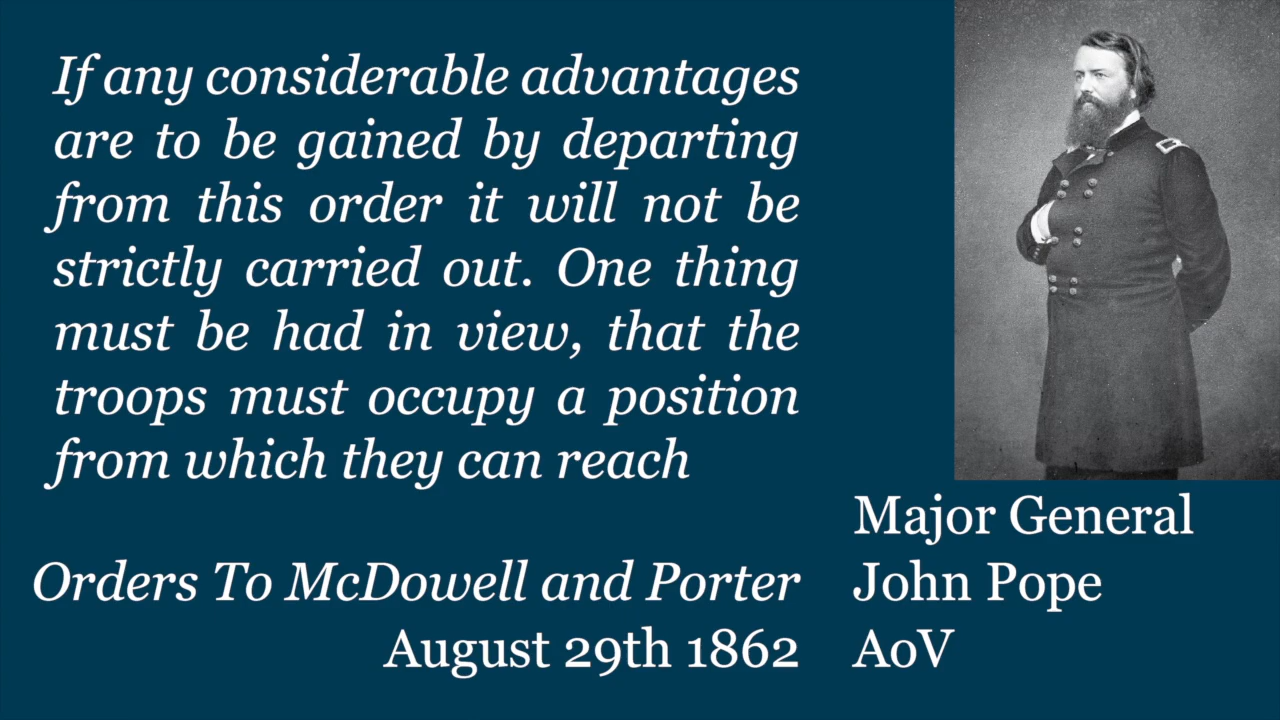 If any considerable advantages
are to be gained by departing
from this order it will not be
strictly carried out. One thing
must be had in view, that the
troops must occupy a position
from which they can reach
Orders To McDowell and Porter
August 29th 1862
Major General
John Pope
AoV